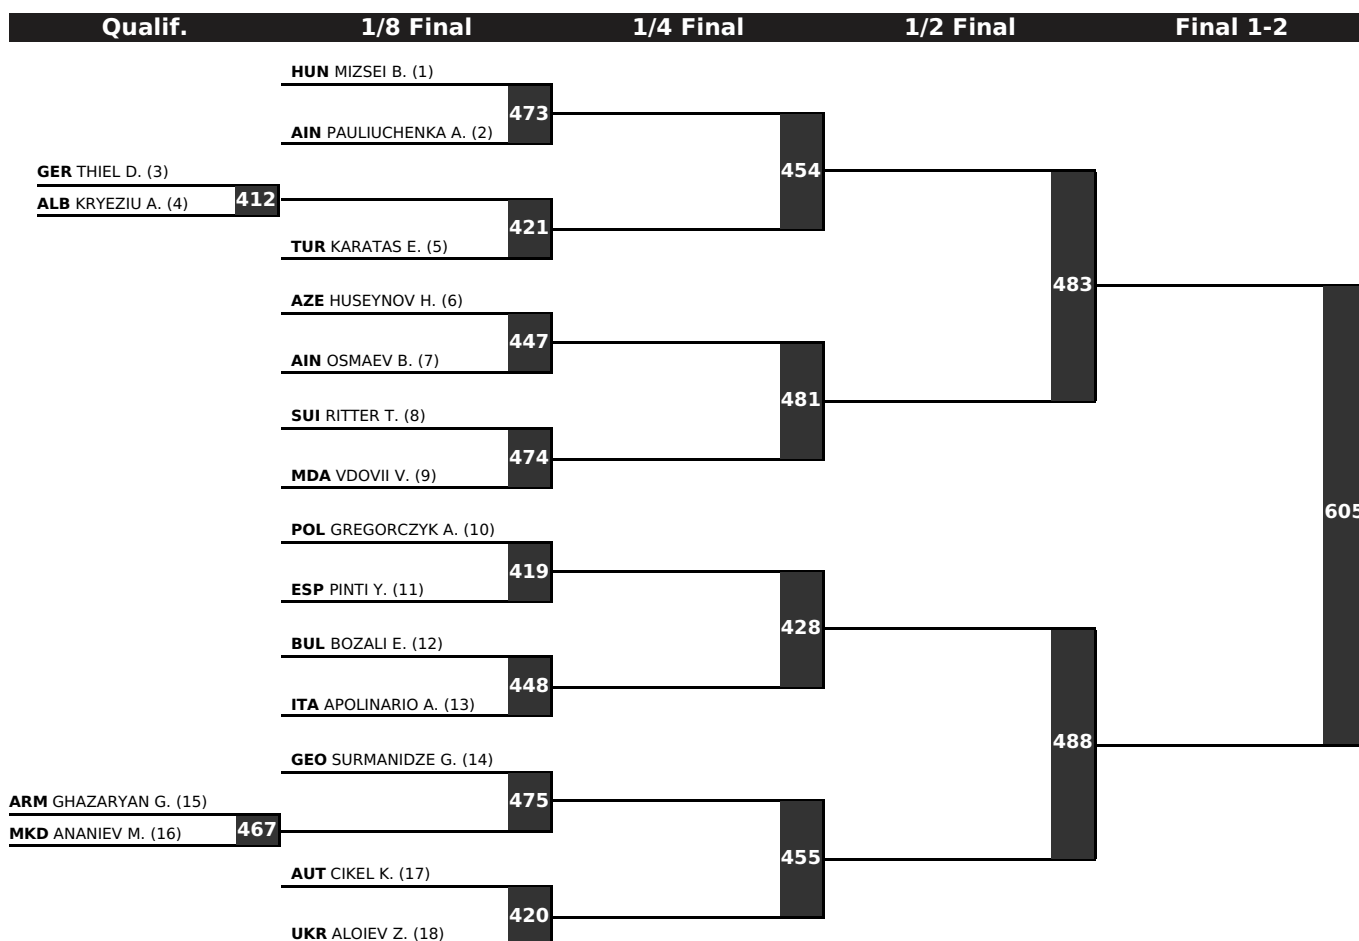 Qualif. 1/8 Final 1/4 Final 1/2 Final Final 1-2
HUN MIZSEI B. (1)
473
AIN PAULIUCHENKA A. (2)
GER THIEL D. (3)
454
ALB KRYEZIU A. (4)
412
421
TUR KARATAS E. (5)
483
AZE HUSEYNOV H. (6)
447
AIN OSMAEV B. (7)
481
SUI RITTER T. (8)
474
MDA VDOVII V. (9)
605
POL GREGORCZYK A. (10)
419
ESP PINTI Y. (11)
428
BUL BOZALI E. (12)
448
ITA APOLINARIO A. (13)
488
GEO SURMANIDZE G. (14)
475
ARM GHAZARYAN G. (15)
467
MKD ANANIEV M. (16)
455
AUT CIKEL K. (17)
420
UKR ALOIEV Z. (18)